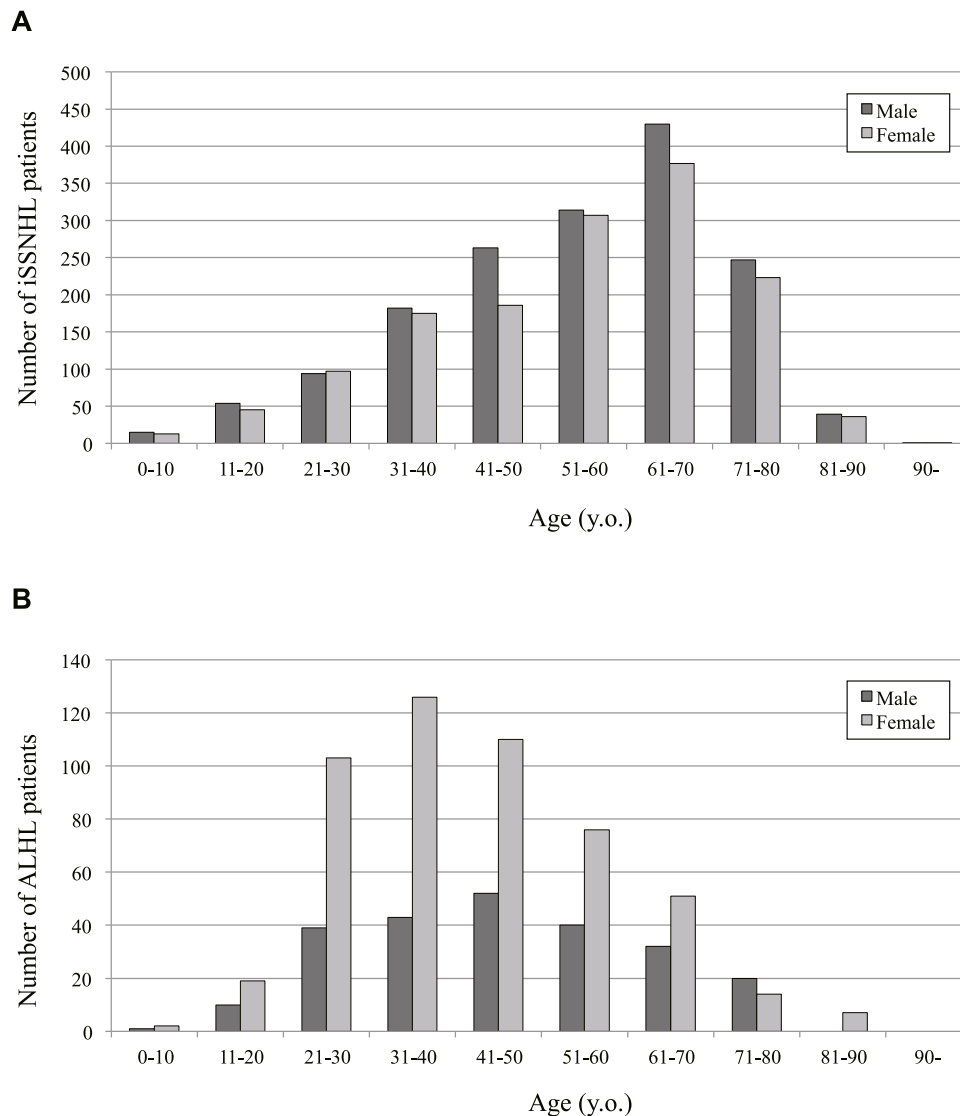 A
Number of iSSNHL patients
500
450
400
350
300
250
200
150
100
50
0
Male
Female
0-10 11-20 21-30 31-40 41-50 51-60 61-70 71-80 81-90 90-
Age (y.o.)
B
Number of ALHL patients
140
120
100
80
60
40
20
0
Male
Female
0-10 11-20 21-30 31-40 41-50 51-60 61-70 71-80 81-90 90-
Age (y.o.)